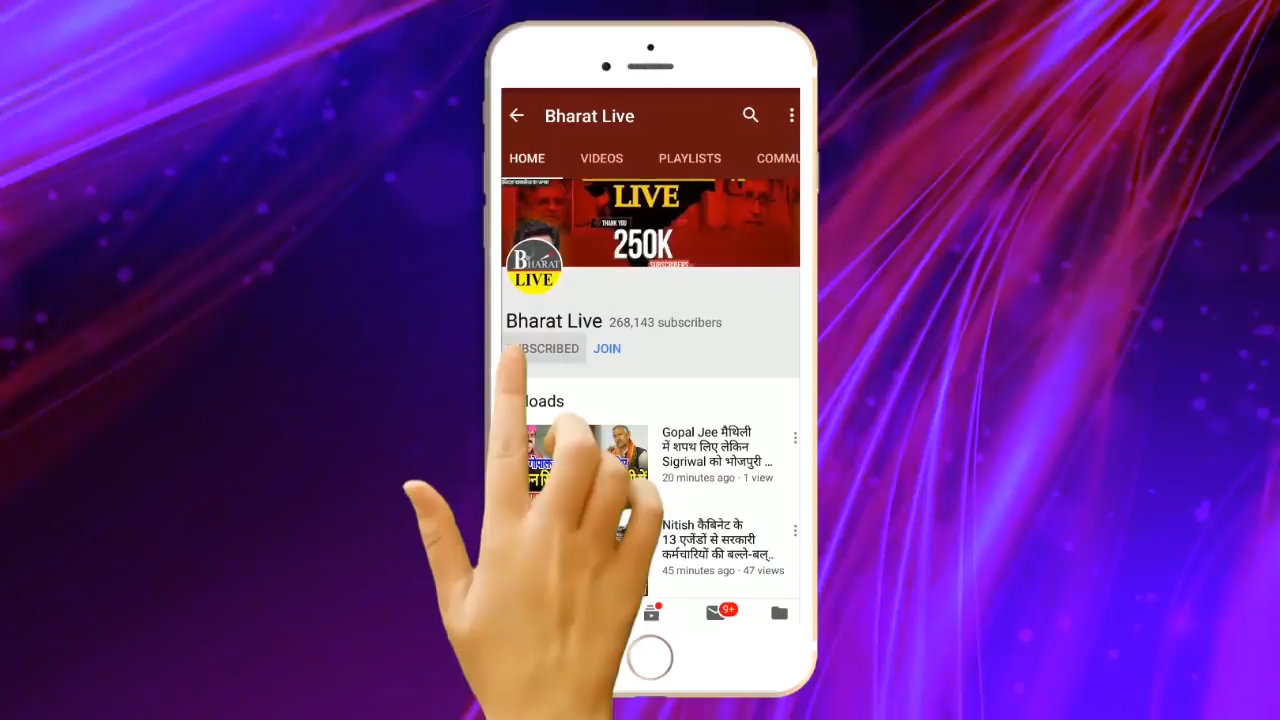 Bharat Live
HOME VIDEOS PLAYLISTS COMMU
LIVE
THANK YOU
250K
SUBSCRIBERS
BHARAT
LIVE
Bharat Live 268,143 subscribers
UBSCRIBED JOIN
loads
Gopal Jee मैथिली
में शपथ लिए लेकिन
Sigriwal को भोजपुरी ...
20 minutes ago · 1 view
Nitish कैबिनेट के
13 एजेंडों से सरकारी
कर्मचारियों की बल्ले-बल्..
45 minutes ago · 47 views
9+